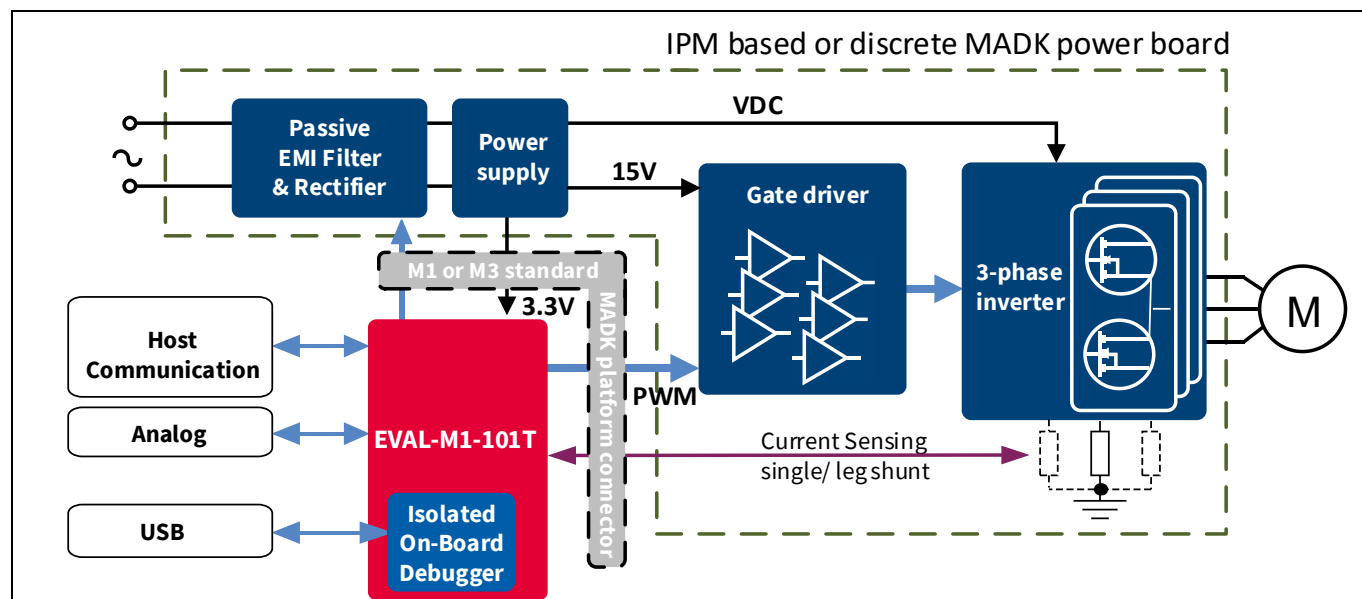 IPM based or discrete MADK power board
VDC
Passive
EMI Filter
& Rectifier
Power
supply
15V
Gate driver
3-phase
inverter
M
M1 or M3 standard
MADK platform connector
3.3V
PWM
Host
Communication
Analog
USB
EVAL-M1-101T
Isolated
On-Board
Debugger
Current Sensing
single/ leg shunt